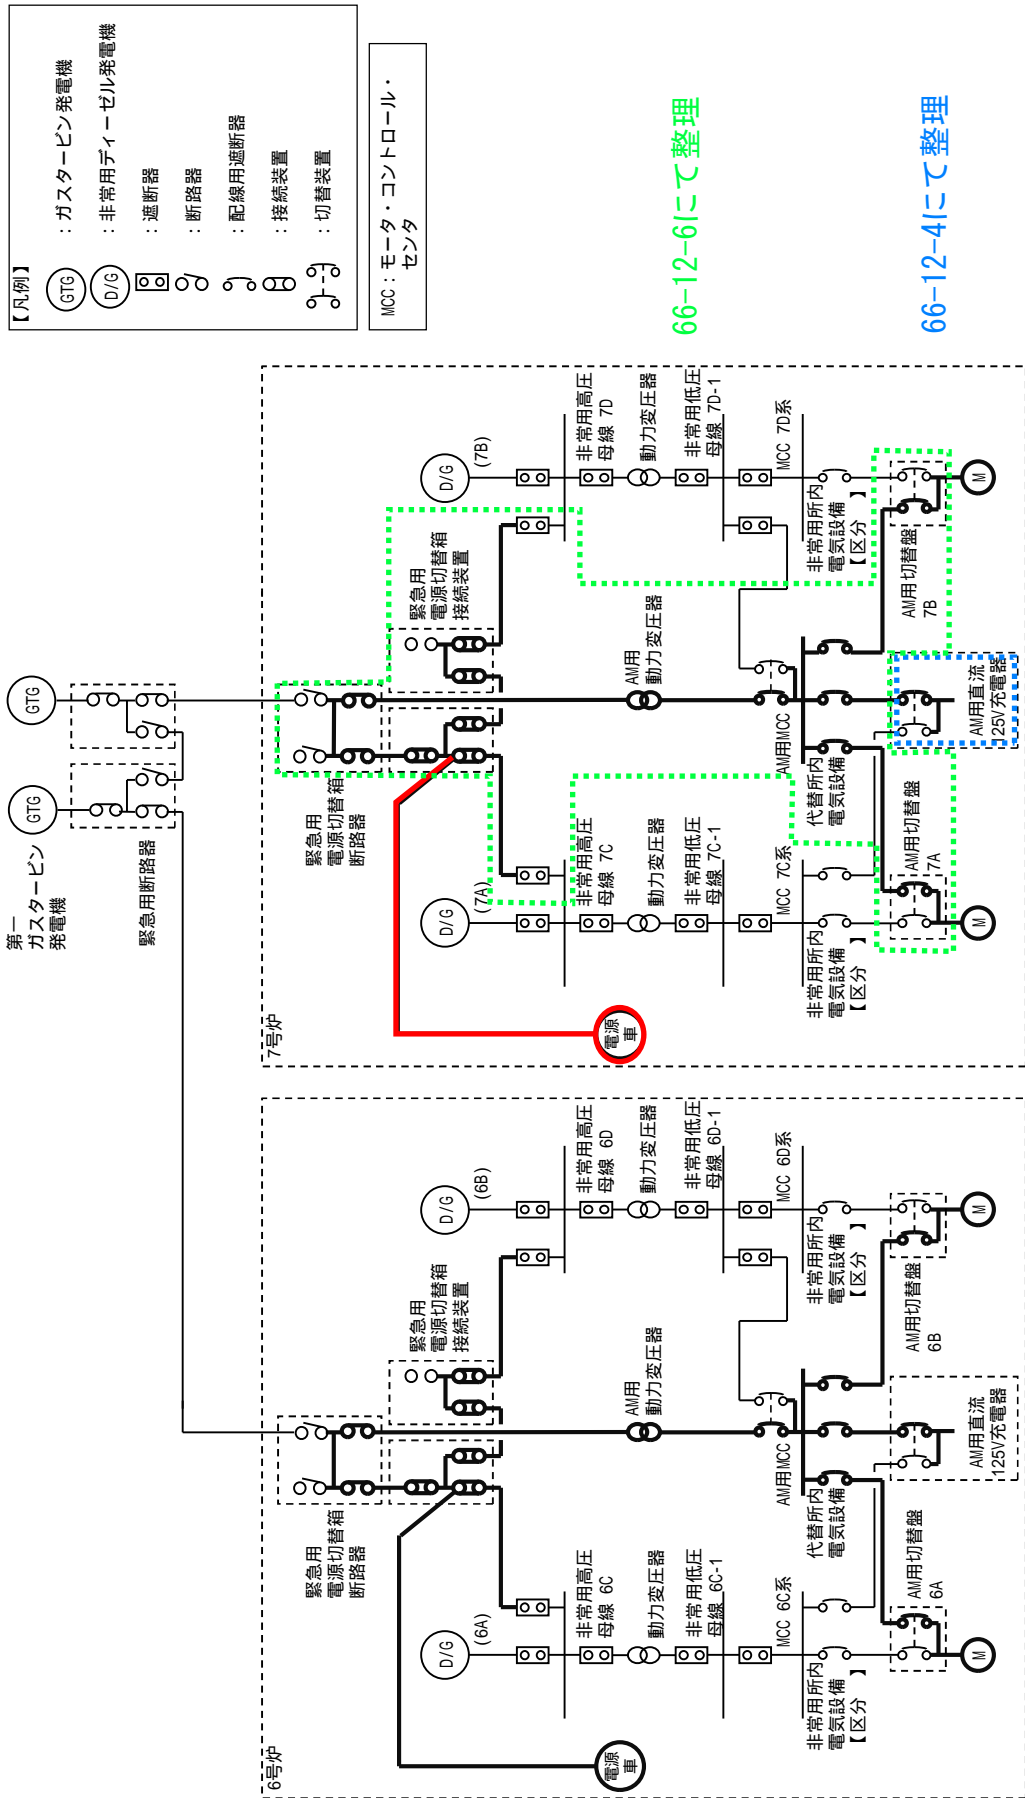 【凡例】
GTG
：ガスタービン発電機
D/G
：非常用ディーゼル発電機
：遮断器
：断路器
：配線用遮断器
：接続装置
：切替装置
MCC：モータ・コントロール・
センタ
66-12-6にて整理
66-12-4にて整理
第一
ガスタービン
発電機
GTG
GTG
緊急用断路器
7号炉
緊急用
電源切替箱
断路器
緊急用
電源切替箱
接続装置
D/G
(7A)
D/G
(7B)
非常用高圧
母線 7C
非常用高圧
母線 7D
動力変圧器
AM用
動力変圧器
動力変圧器
非常用低圧
母線 7C-1
非常用低圧
母線 7D-1
MCC 7C系
AM用MCC
MCC 7D系
非常用所内
電気設備
【区分　】
代替所内
電気設備
非常用所内
電気設備
【区分　】
AM用切替盤
7A
AM用切替盤
7B
AM用直流
125V充電器
M
M
電源
車
6号炉
緊急用
電源切替箱
断路器
緊急用
電源切替箱
接続装置
D/G
(6A)
D/G
(6B)
非常用高圧
母線 6C
非常用高圧
母線 6D
動力変圧器
AM用
動力変圧器
動力変圧器
非常用低圧
母線 6C-1
非常用低圧
母線 6D-1
MCC 6C系
AM用MCC
MCC 6D系
非常用所内
電気設備
【区分　】
代替所内
電気設備
非常用所内
電気設備
【区分　】
AM用切替盤
6A
AM用切替盤
6B
AM用直流
125V充電器
M
M
電源
車